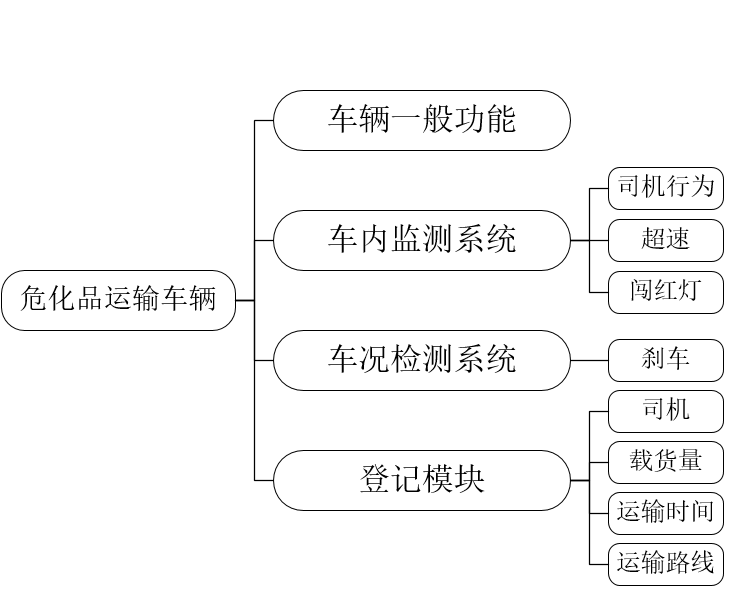 危化品运输车辆
车辆一般功能
车内监测系统
司机行为
超速
闯红灯
车况检测系统
刹车
登记模块
司机
载货量
运输时间
运输路线